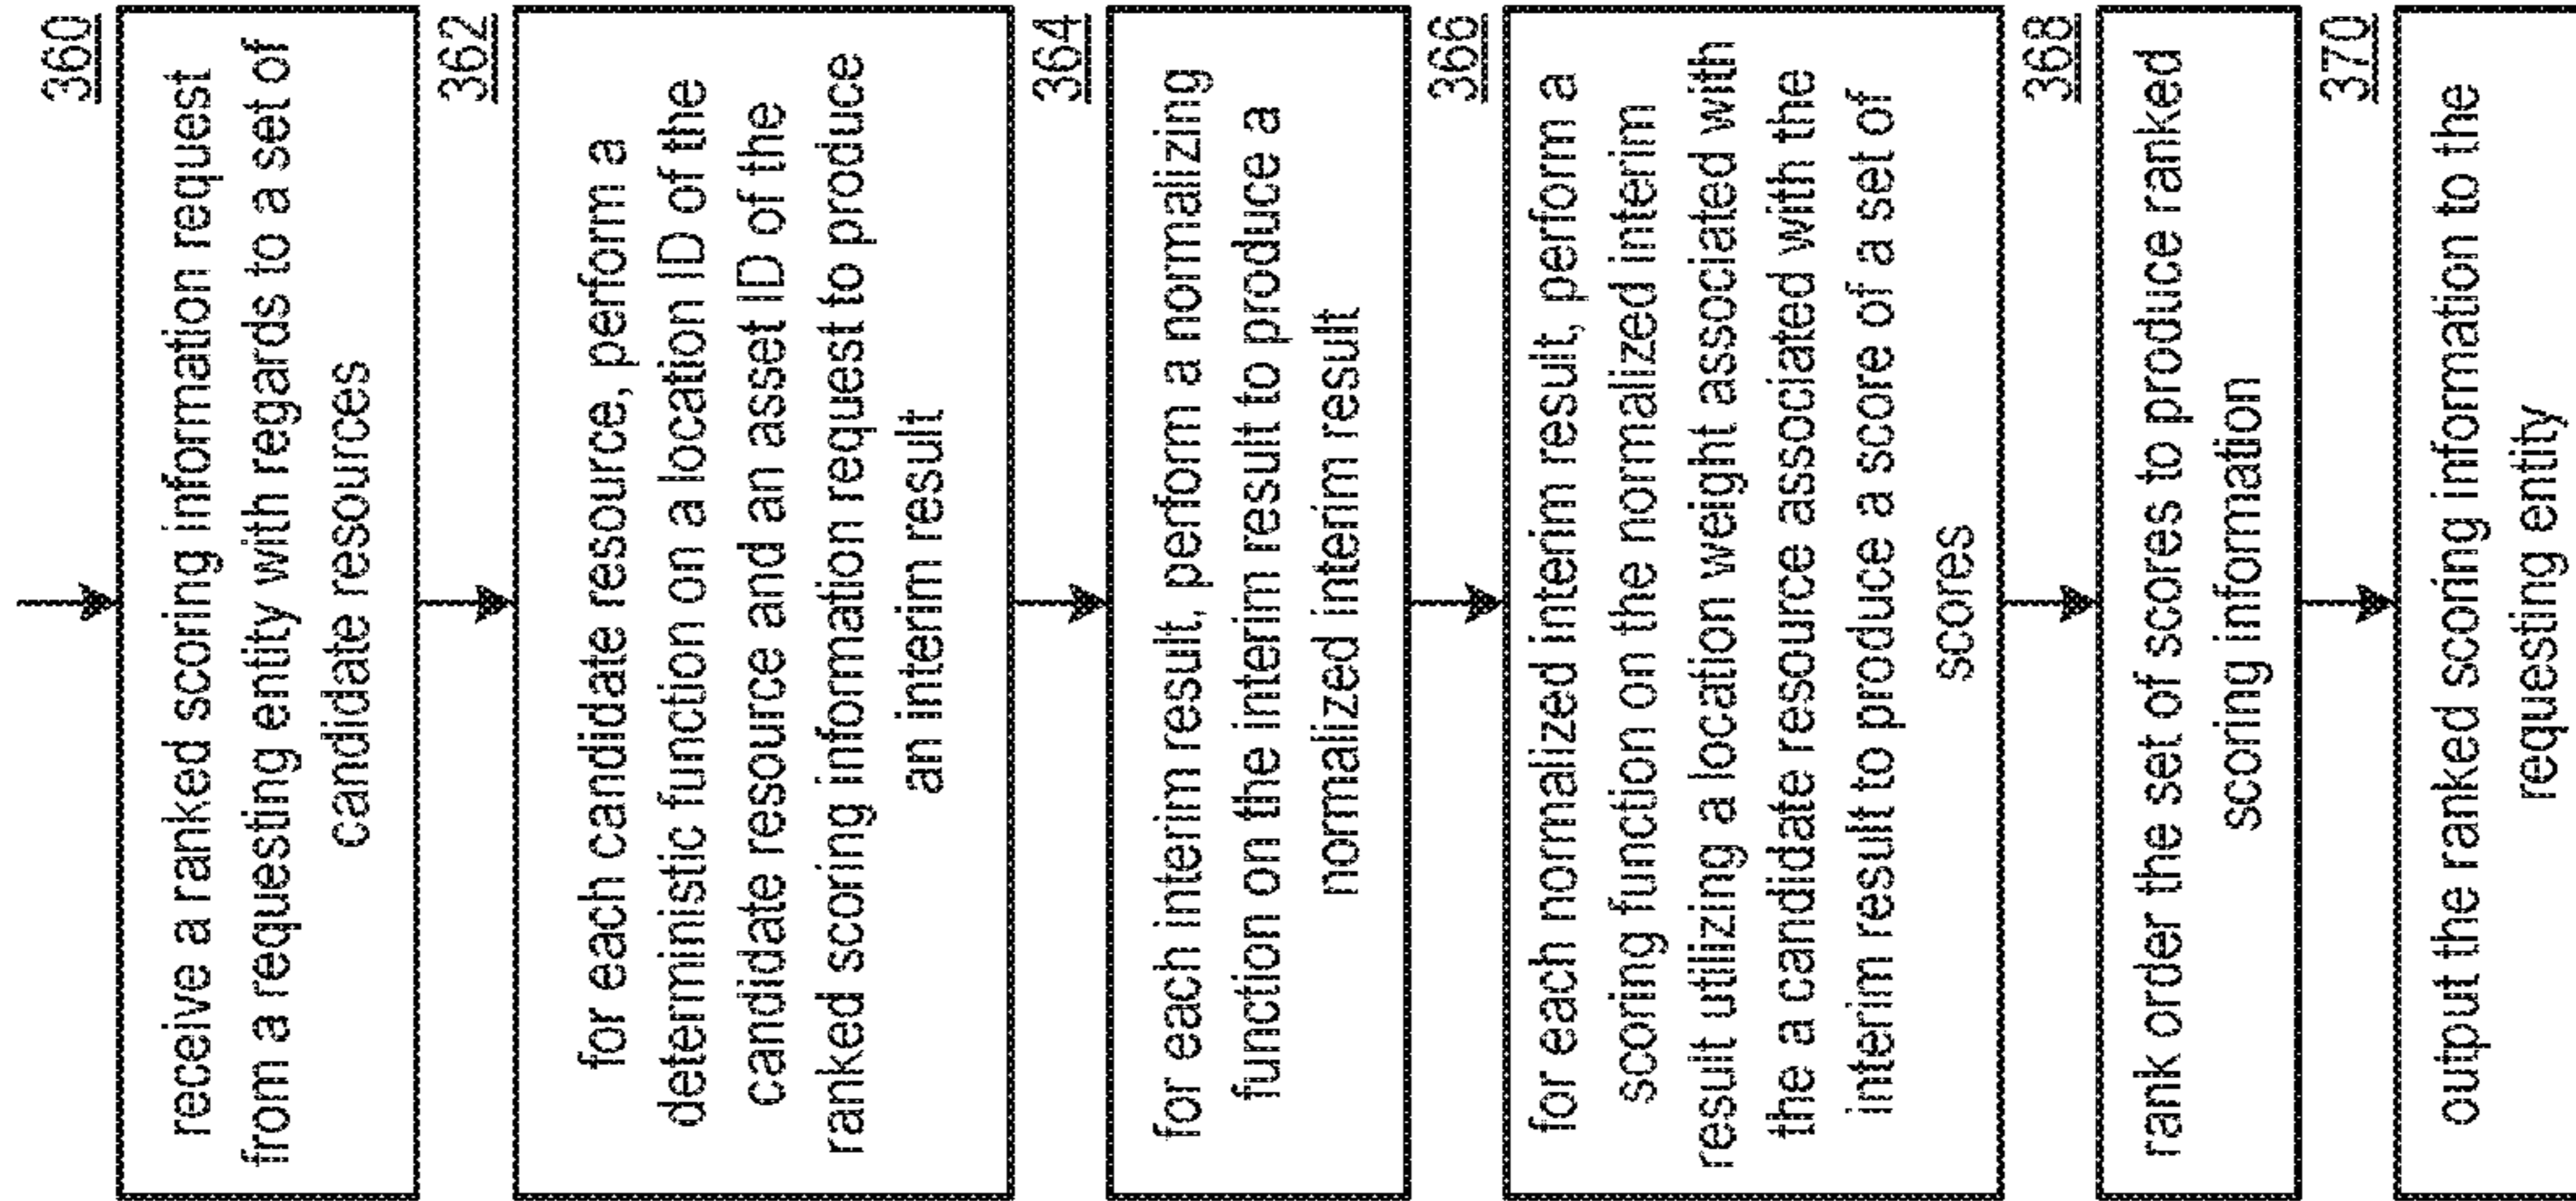 360
receive a ranked scoring information request
from a requesting entity with regards to a set of
candidate resources
362
for each candidate resource, perform a
deterministic function on a location ID of the
candidate resource and an asset ID of the
ranked scoring information request to produce
an interim result
364
for each interim result, perform a normalizing
function on the interim result to produce a
normalized interim result
366
for each normalized interim result, perform a
scoring function on the normalized interim
result utilizing a location weight associated with
the a candidate resource associated with the
interim result to produce a score of a set of
scores
368
rank order the set of scores to produce ranked
scoring information
370
output the ranked scoring information to the
requesting entity